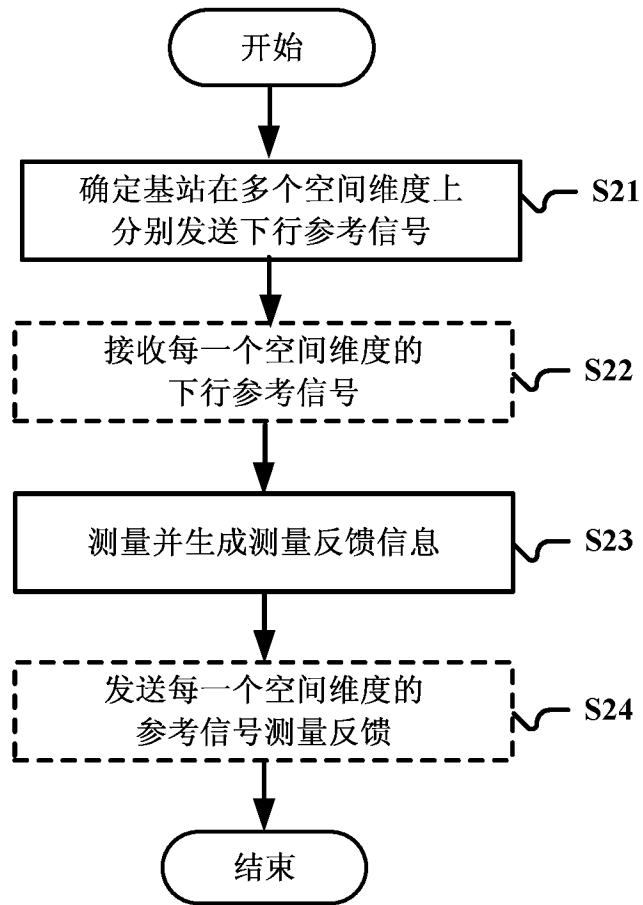 开始
确定基站在多个空间维度上
分别发送下行参考信号
S21
接收每一个空间维度的
下行参考信号
S22
测量并生成测量反馈信息
S23
发送每一个空间维度的
参考信号测量反馈
S24
结束